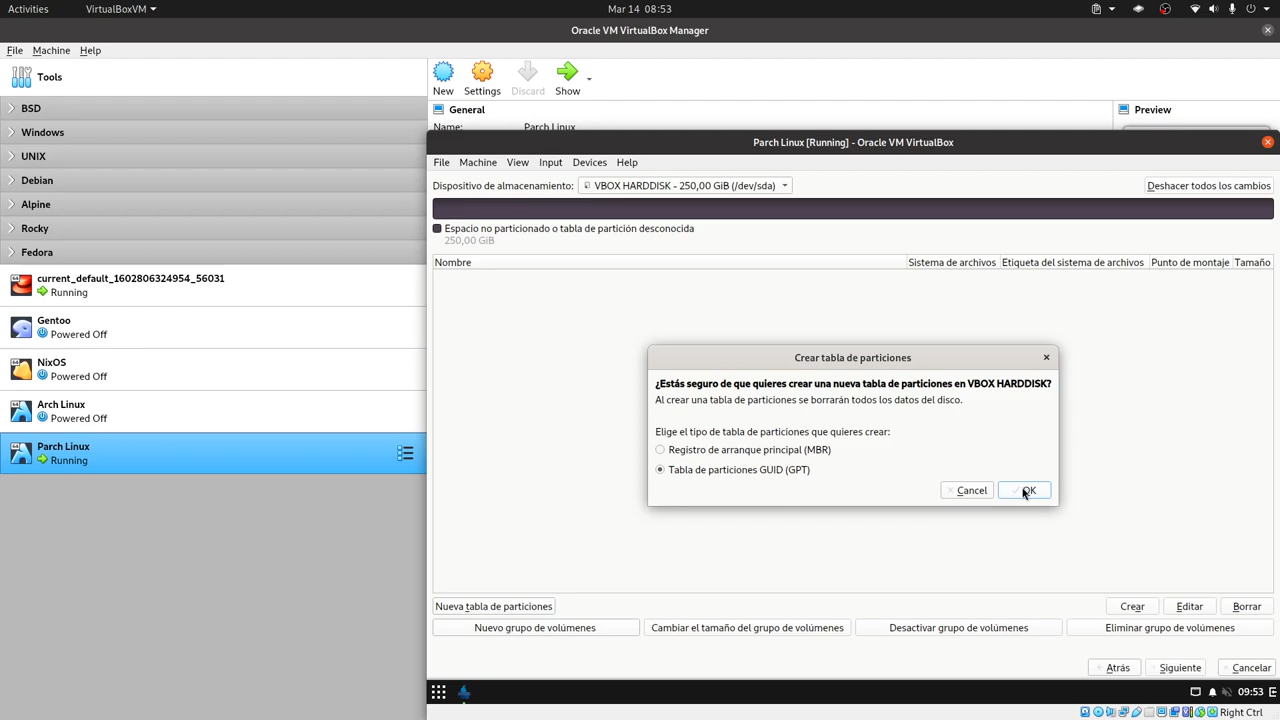 Activities
VirtualBoxVM
Mar 14 08:53
Oracle VM VirtualBox Manager
File Machine Help
Tools
New Settings Discard Show
BSD
Windows
UNIX
Debian
Alpine
Rocky
Fedora
current_default_1602806324954_56031
Running
Gentoo
Powered Off
NixOS
Powered Off
Arch Linux
Powered Off
Parch Linux
Running
General
Name: Parch Linux
Preview
Parch Linux [Running] - Oracle VM VirtualBox
File Machine View Input Devices Help
Dispositivo de almacenamiento: VBOX HARDDISK - 250,00 GiB (/dev/sda) Deshacer todos los cambios
Espacio no particionado o tabla de partición desconocida
250,00 GiB
Nombre Sistema de archivos Etiqueta del sistema de archivos Punto de montaje Tamaño
Crear tabla de particiones
¿Estás seguro de que quieres crear una nueva tabla de particiones en VBOX HARDDISK?
Al crear una tabla de particiones se borrarán todos los datos del disco.
Elige el tipo de tabla de particiones que quieres crear:
Registro de arranque principal (MBR)
Tabla de particiones GUID (GPT)
Cancel OK
Nueva tabla de particiones Crear Editar Borrar
Nuevo grupo de volúmenes Cambiar el tamaño del grupo de volúmenes Desactivar grupo de volúmenes Eliminar grupo de volúmenes
Atrás Siguiente Cancelar
09:53
Right Ctrl